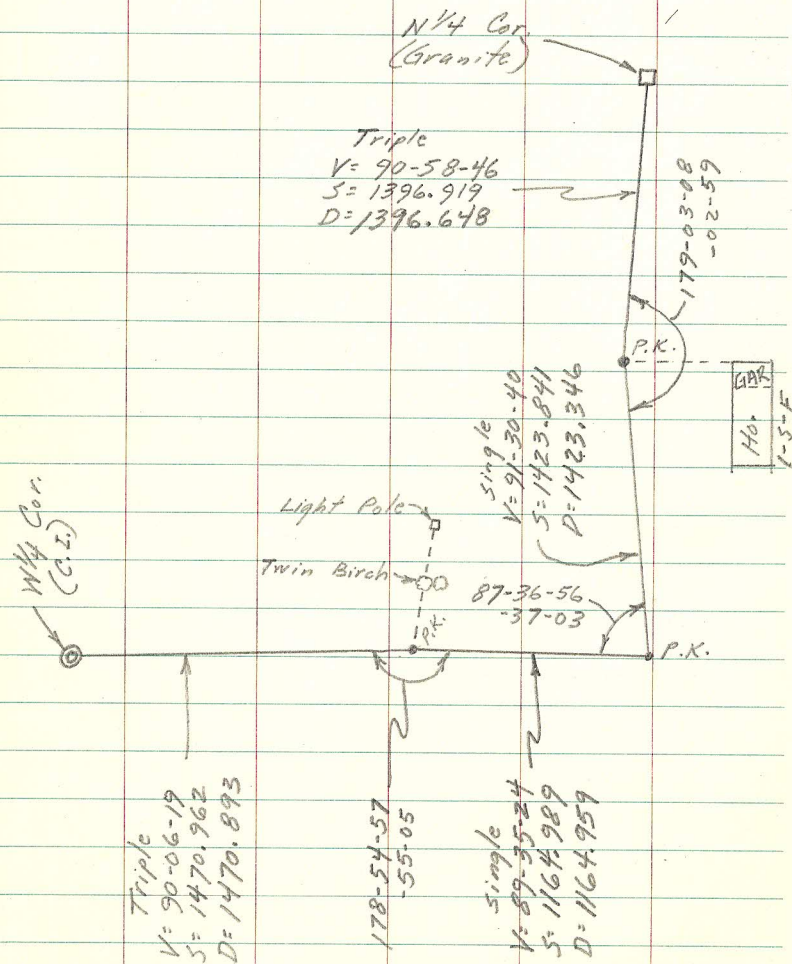 N 1/4 Cor.
(Granite)
Triple
V= 90-58-46
S= 1396.919
D= 1396.648
179-03-08
-02-59
P.K.
GAR
Ho.
1-S-F
Single
V= 91-30-40
S= 1423.841
D= 1423.346
Light Pole
Twin Birch
87-36-56
-37-03
W 1/4 Cor.
(C.I.)
P.K.
P.K.
Triple
V= 90-06-19
S= 1470.962
D= 1470.893
178-54-57
-55-05
Single
V= 89-35-24
S= 1164.989
D= 1164.959